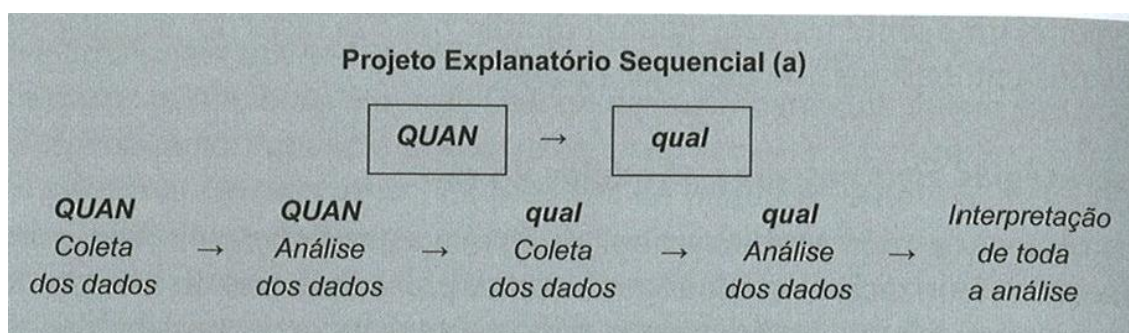 Projeto Explanatório Sequencial (a)
QUAN → qual
QUAN QUAN qual qual Interpretação
Coleta → Análise → Coleta → Análise → de toda
dos dados dos dados dos dados dos dados a análise